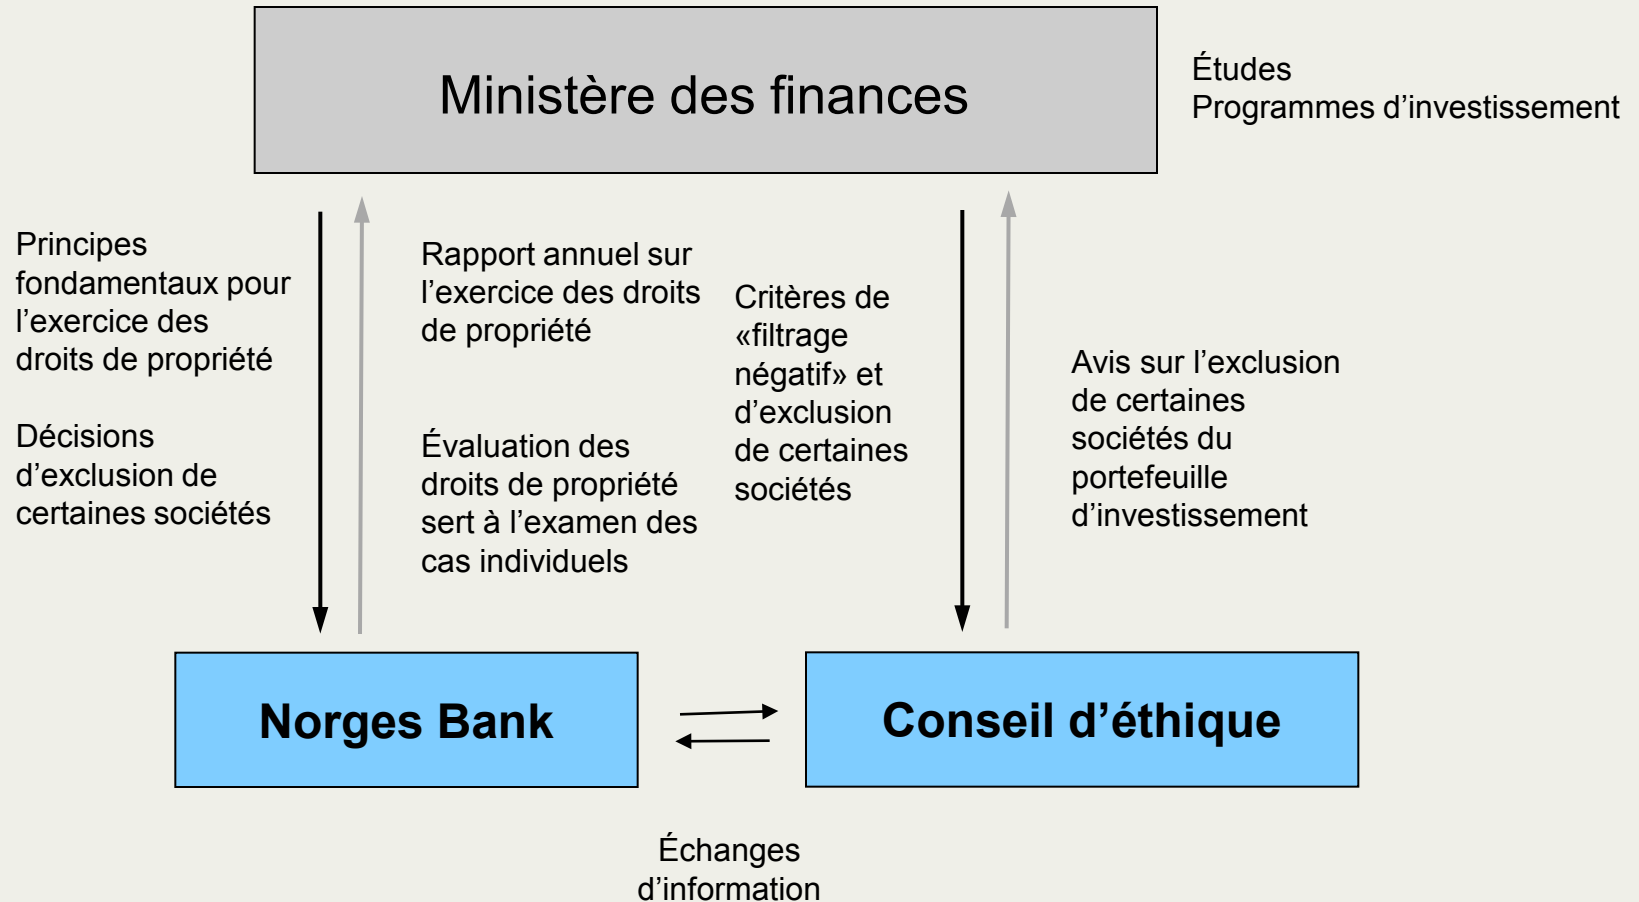 Ministère des finances
Études
Programmes d’investissement
Principes
fondamentaux pour
l’exercice des
droits de propriété
Décisions
d’exclusion de
certaines sociétés
Rapport annuel sur
l’exercice des droits
de propriété
Évaluation des
droits de propriété
sert à l’examen des
cas individuels
Critères de
«filtrage
négatif» et
d’exclusion
de certaines
sociétés
Avis sur l’exclusion
de certaines
sociétés du
portefeuille
d’investissement
Norges Bank
Conseil d’éthique
Échanges
d’information